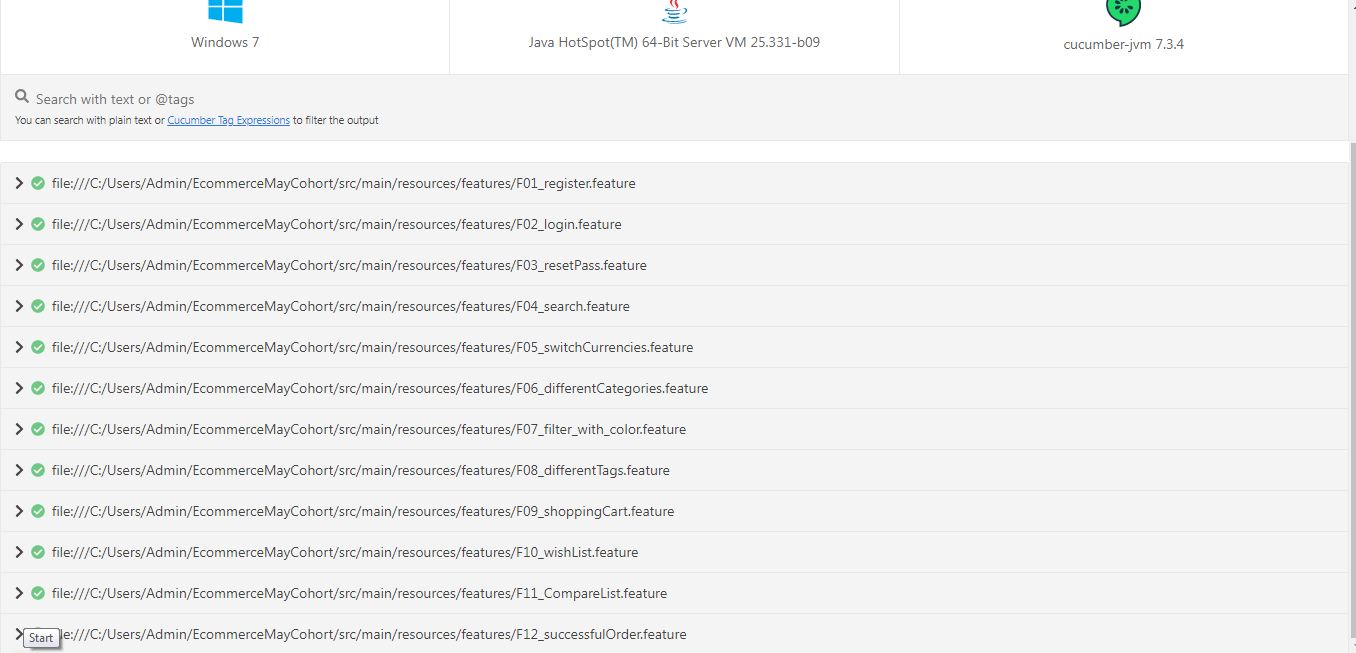 Windows 7
Java HotSpot(TM) 64-Bit Server VM 25.331-b09
cucumber-jvm 7.3.4
Search with text or @tags
You can search with plain text or Cucumber Tag Expressions to filter the output
file:///C:/Users/Admin/EcommerceMayCohort/src/main/resources/features/F01_register.feature
file:///C:/Users/Admin/EcommerceMayCohort/src/main/resources/features/F02_login.feature
file:///C:/Users/Admin/EcommerceMayCohort/src/main/resources/features/F03_resetPass.feature
file:///C:/Users/Admin/EcommerceMayCohort/src/main/resources/features/F04_search.feature
file:///C:/Users/Admin/EcommerceMayCohort/src/main/resources/features/F05_switchCurrencies.feature
file:///C:/Users/Admin/EcommerceMayCohort/src/main/resources/features/F06_differentCategories.feature
file:///C:/Users/Admin/EcommerceMayCohort/src/main/resources/features/F07_filter_with_color.feature
file:///C:/Users/Admin/EcommerceMayCohort/src/main/resources/features/F08_differentTags.feature
file:///C:/Users/Admin/EcommerceMayCohort/src/main/resources/features/F09_shoppingCart.feature
file:///C:/Users/Admin/EcommerceMayCohort/src/main/resources/features/F10_wishList.feature
file:///C:/Users/Admin/EcommerceMayCohort/src/main/resources/features/F11_CompareList.feature
Start le:///C:/Users/Admin/EcommerceMayCohort/src/main/resources/features/F12_successfulOrder.feature